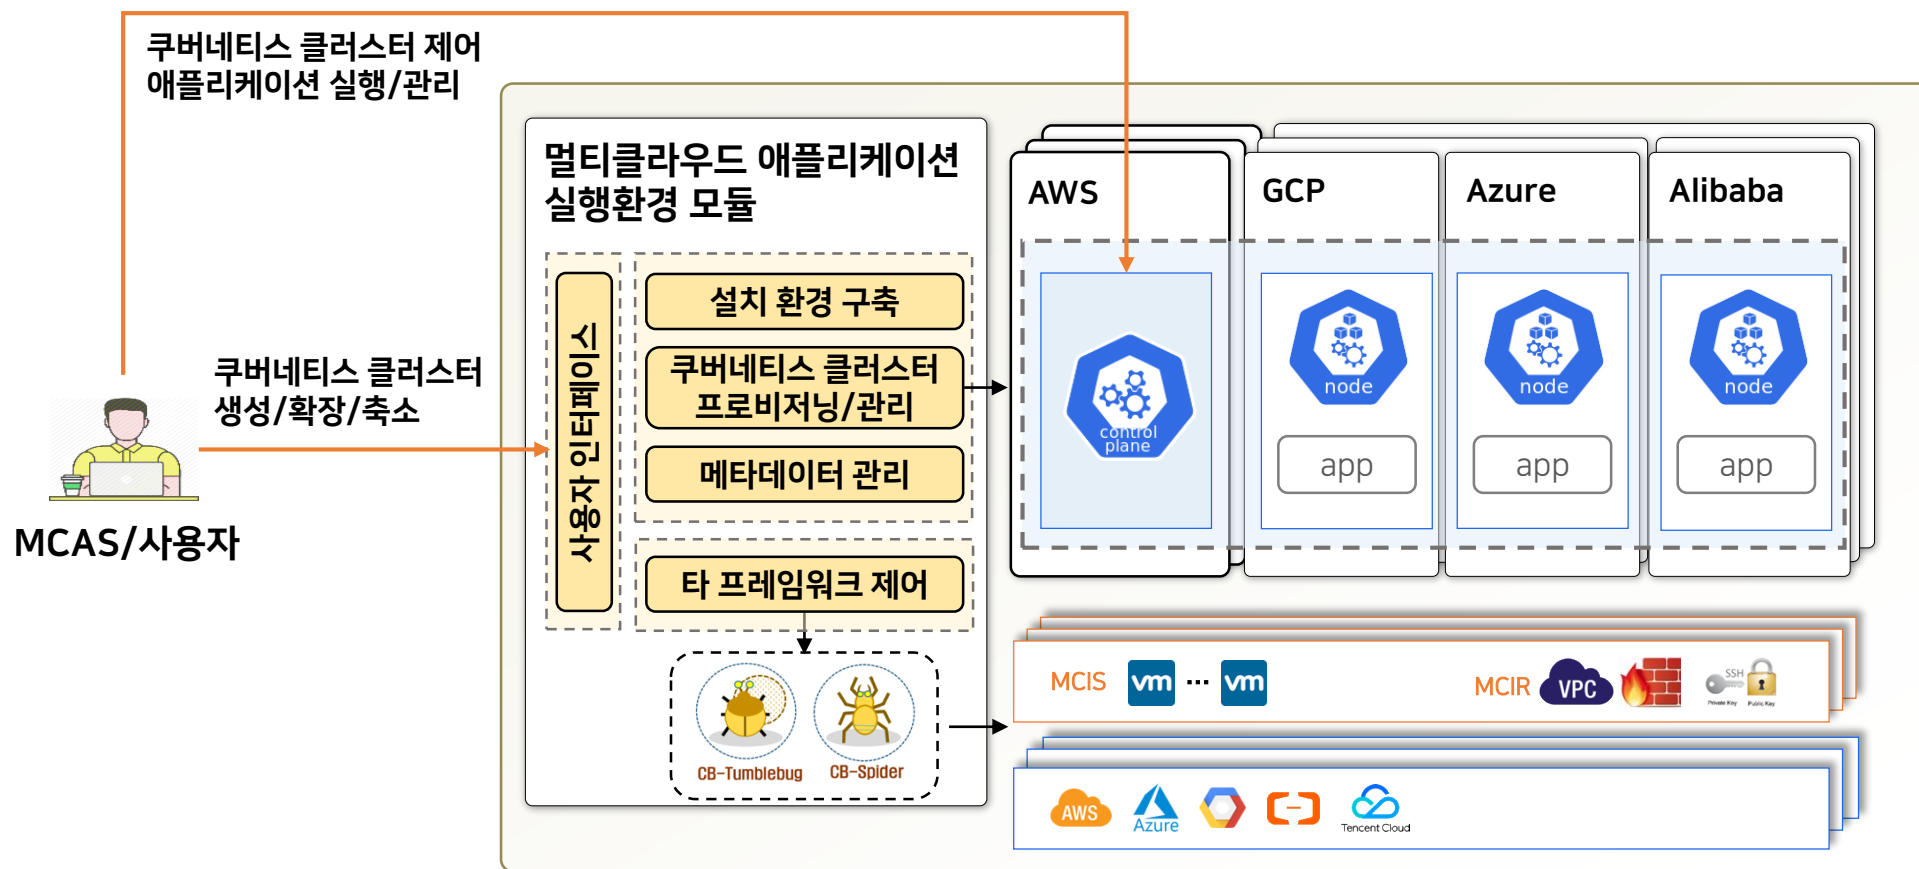 쿠버네티스 클러스터 제어
애플리케이션 실행/관리
멀티클라우드 애플리케이션
실행환경 모듈
AWS
GCP
Azure
Alibaba
사용자 인터페이스
설치 환경 구축
쿠버네티스 클러스터
프로비저닝/관리
메타데이터 관리
타 프레임워크 제어
쿠버네티스 클러스터
생성/확장/축소
MCAS/사용자
control
plane
node
node
node
app
app
app
CB-Tumblebug
CB-Spider
MCIS
vm
...
vm
MCIR
VPC
SSH
Private Key
Public Key
AWS
Azure
Tencent Cloud